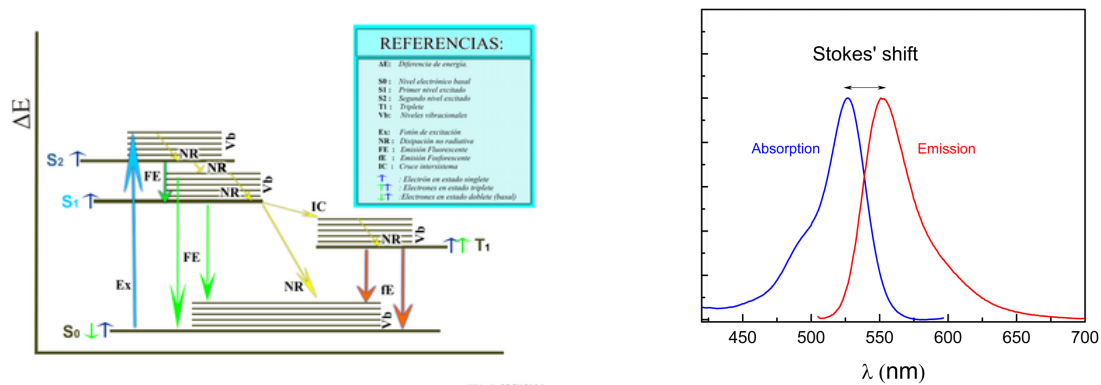 REFERENCIAS:
ΔE: Diferencia de energía.
S0 : Nivel electrónico basal
S1 : Primer nivel excitado
S2 : Segundo nivel excitado
T1 : Triplete
Vb: Niveles vibracionales
Ex: Fotón de excitación
NR: Disipación no radiativa
FE : Emisión Fluorescente
fE : Emisión Fosforescente
IC : Cruce intersistema
: Electrón en estado singlete
: Electrones en estado triplete
:Electrones en estado doblete (basal)
ΔE
S2
S1
S0
T1
Vb
Vb
Vb
Vb
NR
NR
NR
NR
NR
FE
FE
fE
IC
Ex
Stokes' shift
Absorption
Emission
450 500 550 600 650 700
λ (nm)